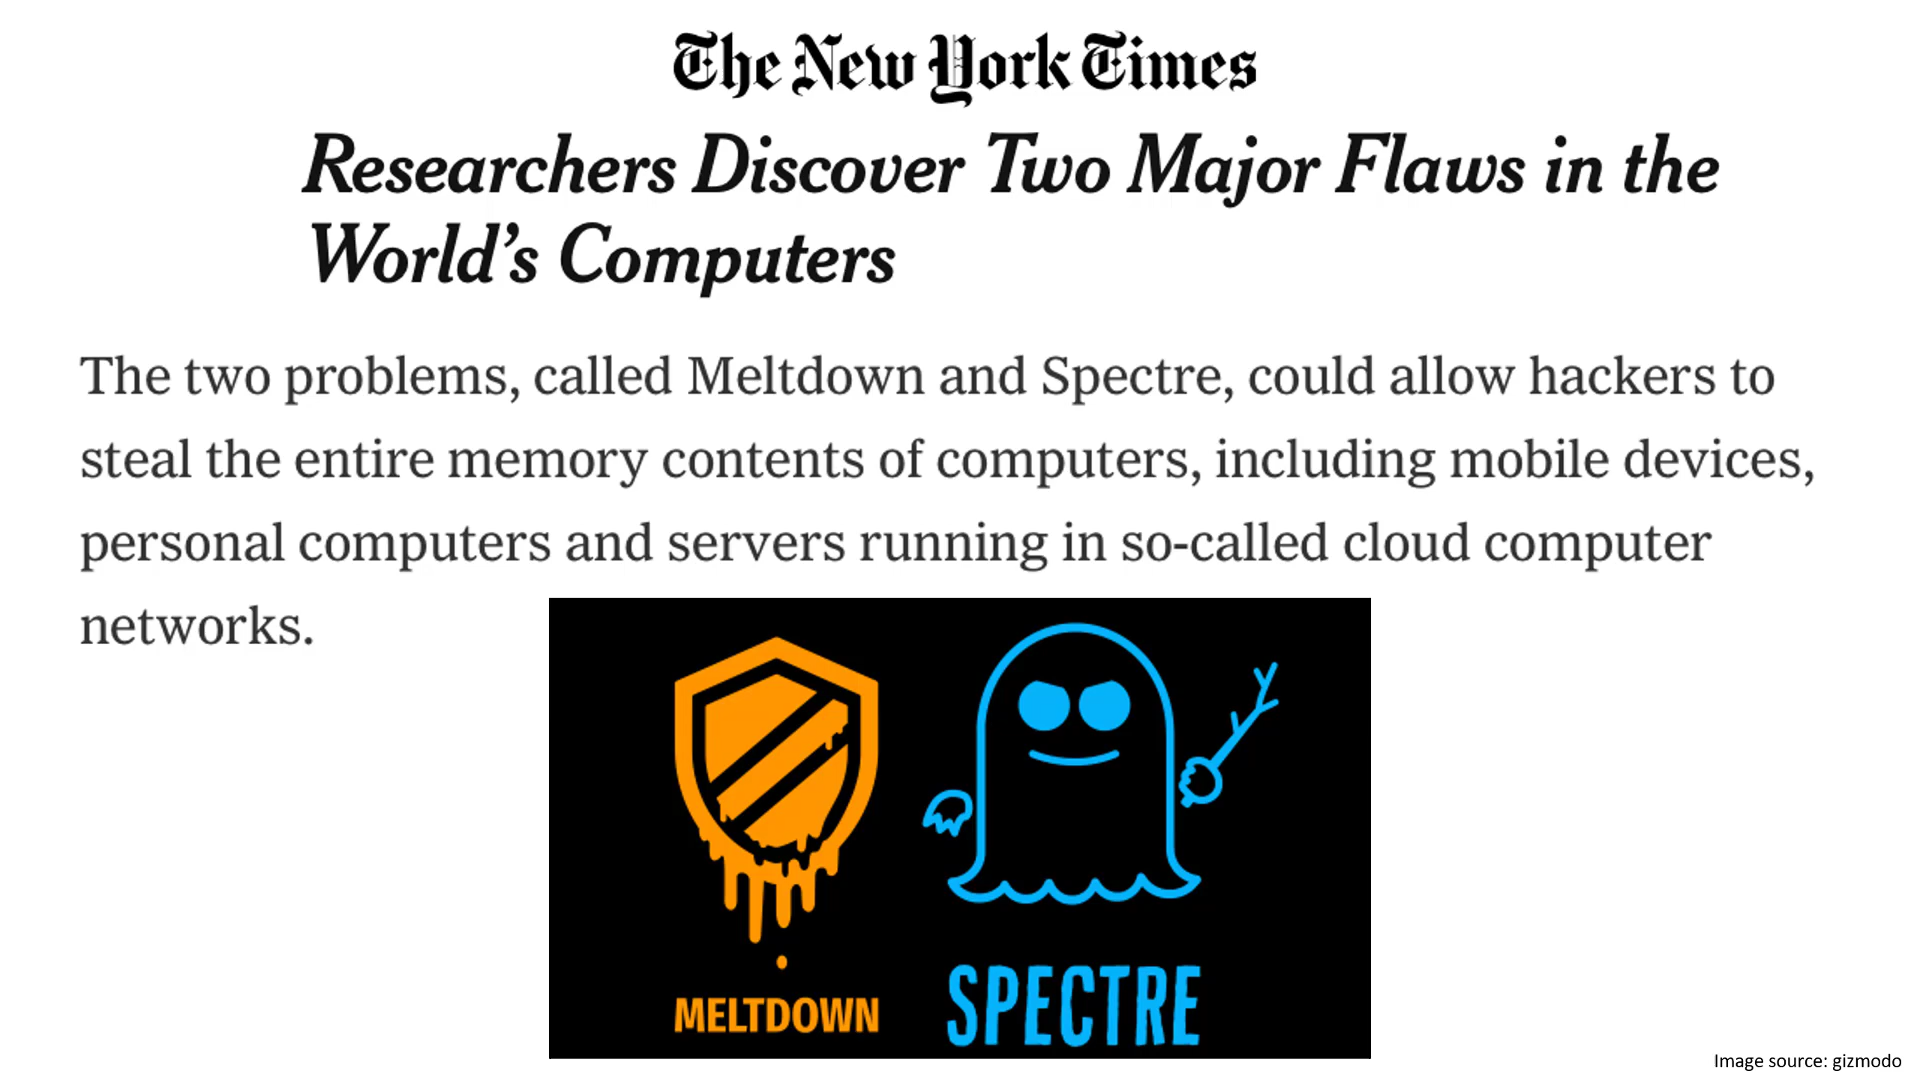 The New York Times
Researchers Discover Two Major Flaws in the
World’s Computers
The two problems, called Meltdown and Spectre, could allow hackers to
steal the entire memory contents of computers, including mobile devices,
personal computers and servers running in so-called cloud computer
networks.
MELTDOWN
SPECTRE
Image source: gizmodo